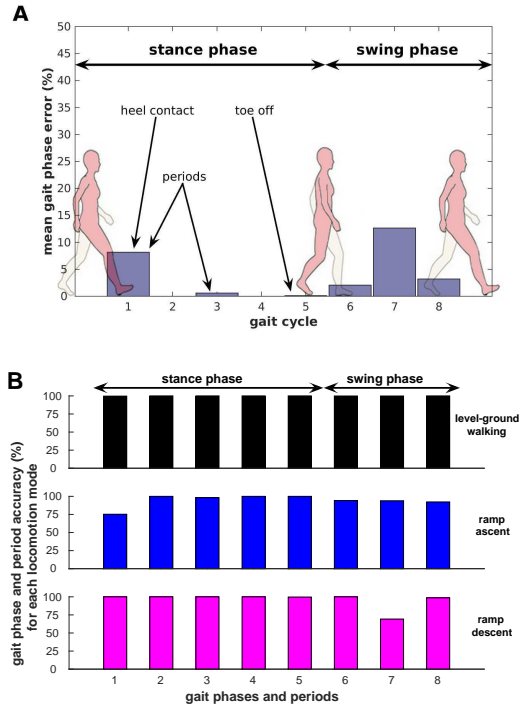 A
50
45
40
35
30
25
20
15
10
5
0
mean gait phase error (%)
stance phase
swing phase
heel contact
toe off
periods
1 2 3 4 5 6 7 8
gait cycle
B
stance phase
swing phase
gait phase and period accuracy (%)
for each locomotion mode
100
75
50
25
0
level-ground
walking
100
75
50
25
0
ramp
ascent
100
75
50
25
0
ramp
descent
1 2 3 4 5 6 7 8
gait phases and periods